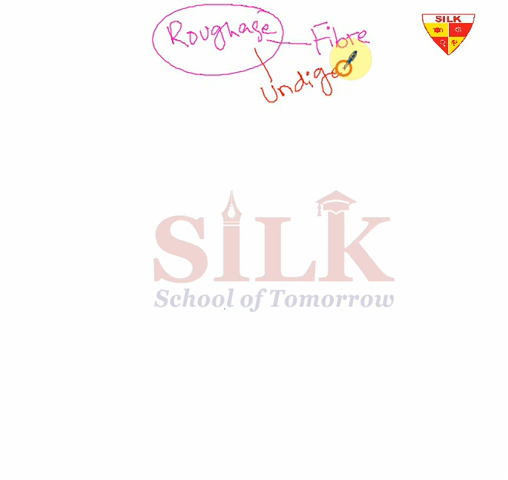 SILK
Roughage
Fibre
Undige
SILK
School of Tomorrow